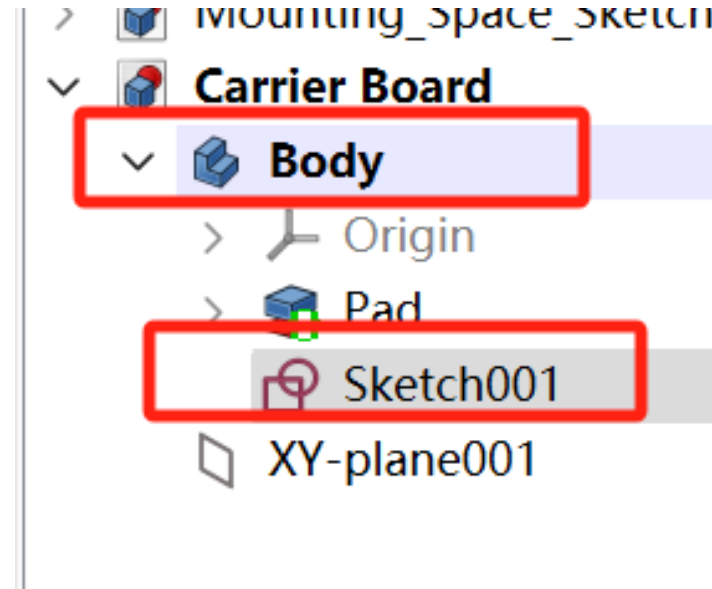 Mounting_Space_Sketch
Carrier Board
Body
Origin
Pad
Sketch001
XY-plane001